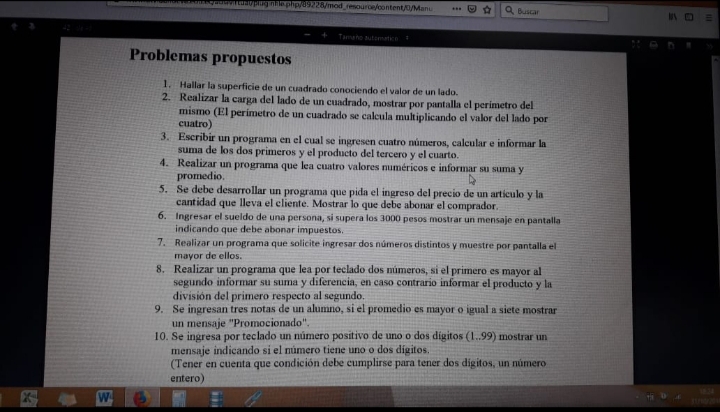 pluginfile.php/89228/mod_resource/content/0/Manu
Buscar
Tamaño automático
Problemas propuestos
1. Hallar la superficie de un cuadrado conociendo el valor de un lado.
2. Realizar la carga del lado de un cuadrado, mostrar por pantalla el perímetro del
mismo (El perímetro de un cuadrado se calcula multiplicando el valor del lado por
cuatro)
3. Escribir un programa en el cual se ingresen cuatro números, calcular e informar la
suma de los dos primeros y el producto del tercero y el cuarto.
4. Realizar un programa que lea cuatro valores numéricos e informar su suma y
promedio.
5. Se debe desarrollar un programa que pida el ingreso del precio de un artículo y la
cantidad que lleva el cliente. Mostrar lo que debe abonar el comprador.
6. Ingresar el sueldo de una persona, si supera los 3000 pesos mostrar un mensaje en pantalla
indicando que debe abonar impuestos.
7. Realizar un programa que solicite ingresar dos números distintos y muestre por pantalla el
mayor de ellos.
8. Realizar un programa que lea por teclado dos números, si el primero es mayor al
segundo informar su suma y diferencia, en caso contrario informar el producto y la
división del primero respecto al segundo.
9. Se ingresan tres notas de un alumno, si el promedio es mayor o igual a siete mostrar
un mensaje "Promocionado".
10. Se ingresa por teclado un número positivo de uno o dos dígitos (1..99) mostrar un
mensaje indicando si el número tiene uno o dos dígitos.
(Tener en cuenta que condición debe cumplirse para tener dos dígitos, un número
entero)